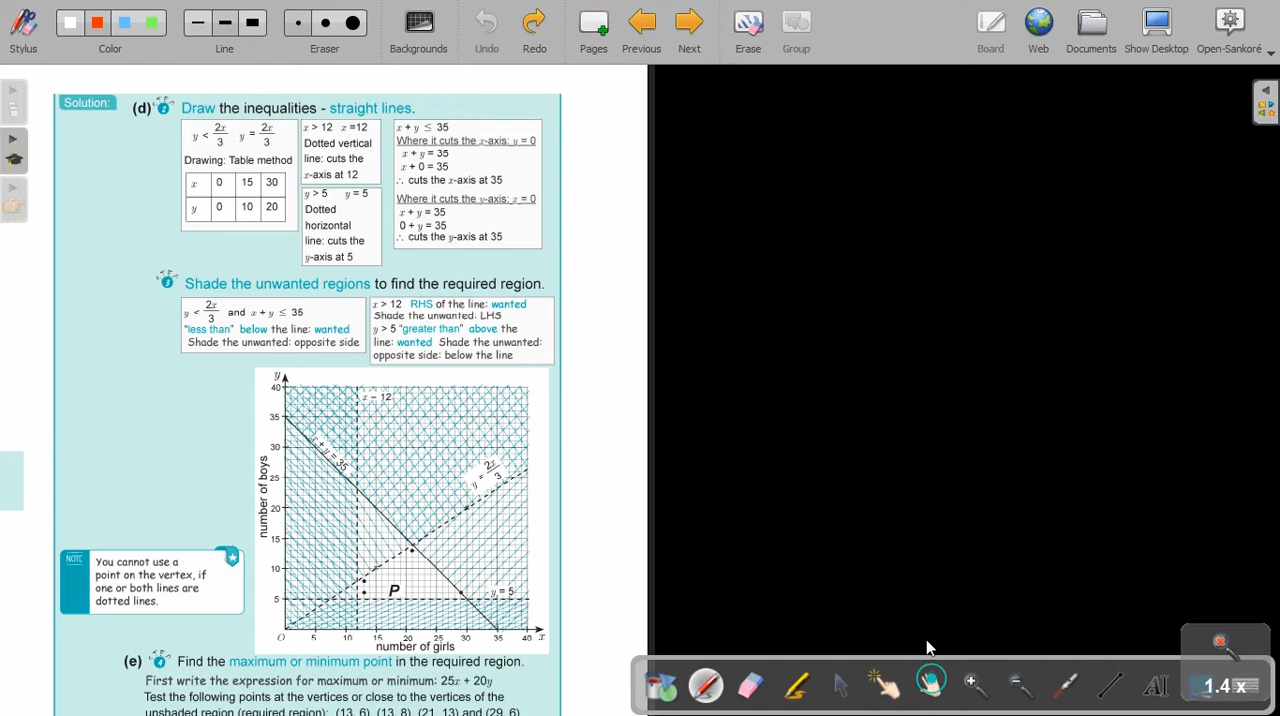 Stylus
Color
Line
Eraser
Backgrounds
Undo
Redo
Pages
Previous
Next
Erase
Group
Board
Web
Documents
Show Desktop
Open-Sankoré
Solution:
(d) 2 Draw the inequalities - straight lines.
y < 2x/3 y = 2x/3
Drawing: Table method
x 0 15 30
y 0 10 20
x > 12 x =12
Dotted vertical
line: cuts the
x-axis at 12
y > 5 y = 5
Dotted
horizontal
line: cuts the
y-axis at 5
x + y ≤ 35
Where it cuts the x-axis: y = 0
x + y = 35
x + 0 = 35
∴ cuts the x-axis at 35
Where it cuts the y-axis: x = 0
x + y = 35
0 + y = 35
∴ cuts the y-axis at 35
3 Shade the unwanted regions to find the required region.
y < 2x/3 and x + y ≤ 35
"less than" below the line: wanted
Shade the unwanted: opposite side
x > 12 RHS of the line: wanted
Shade the unwanted: LHS
y > 5 "greater than" above the
line: wanted Shade the unwanted:
opposite side: below the line
y
40
35
30
25
20
15
10
5
O 5 10 15 20 25 30 35 40 x
number of boys
number of girls
x = 12
x + y = 35
y = 2x/3
y = 5
P
NOTE
You cannot use a
point on the vertex, if
one or both lines are
dotted lines.
(e) 4 Find the maximum or minimum point in the required region.
First write the expression for maximum or minimum: 25x + 20y
Test the following points at the vertices or close to the vertices of the
unshaded region (required region): (13, 6), (13, 8), (21, 13) and (29, 6)
1.4 x